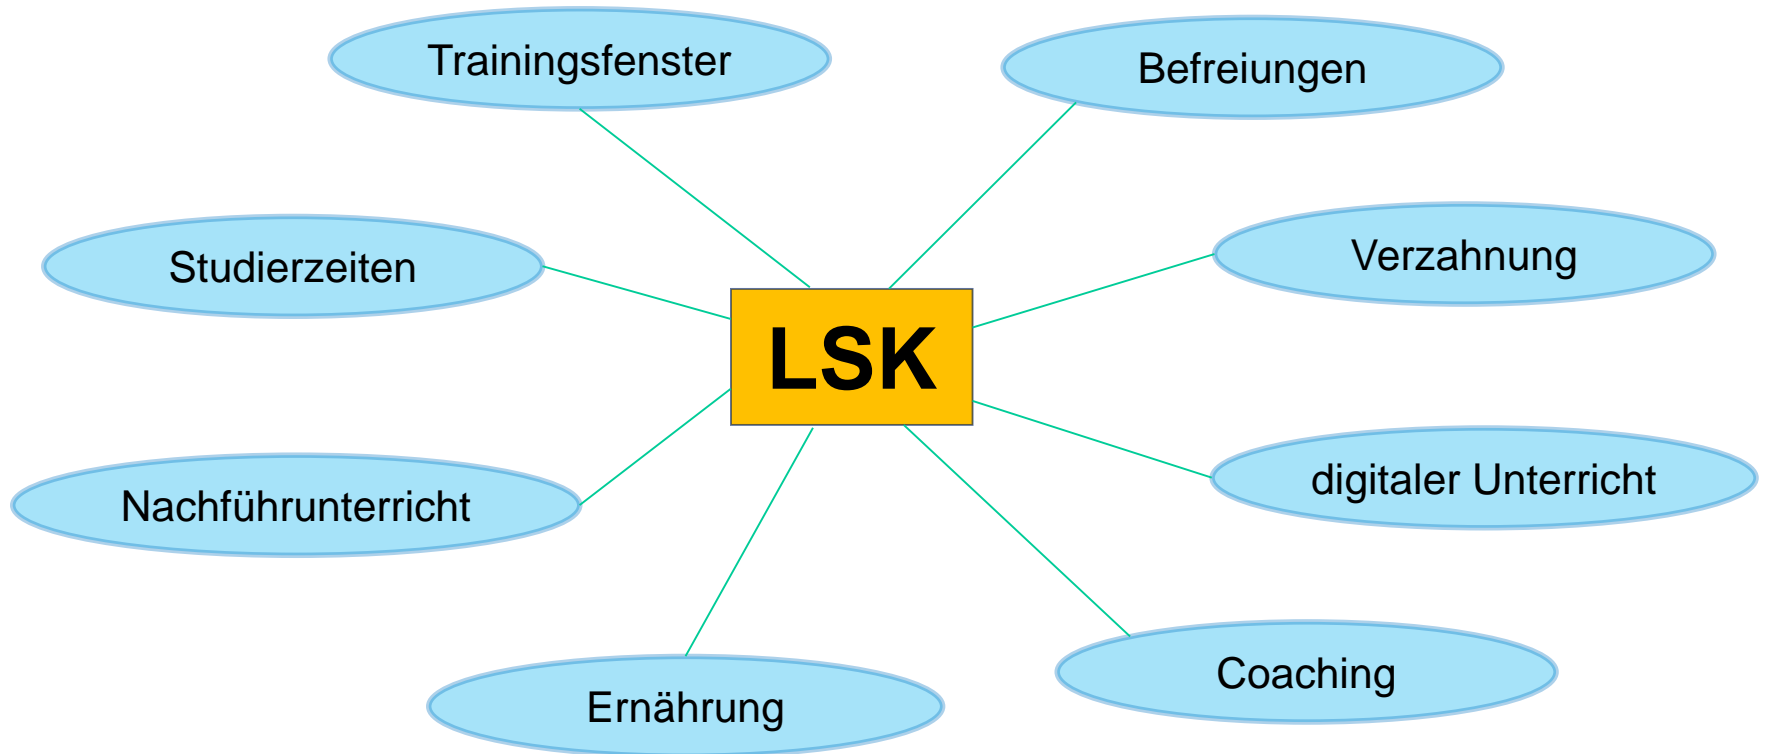 Trainingsfenster
Befreiungen
Studierzeiten
Verzahnung
LSK
Nachführunterricht
digitaler Unterricht
Ernährung
Coaching